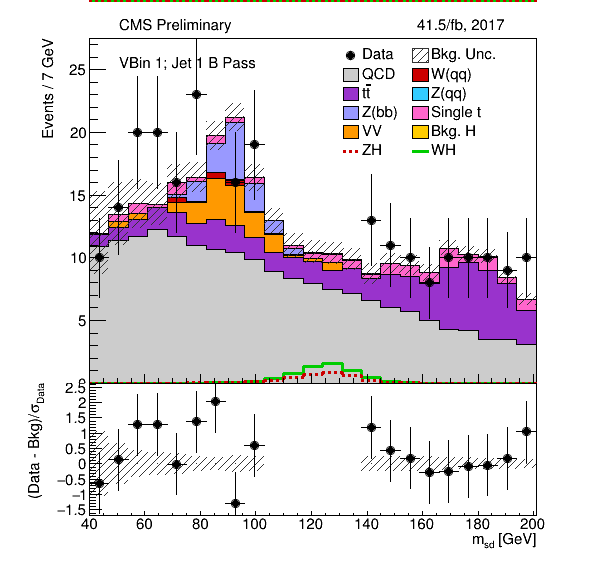 CMS Preliminary 41.5/fb, 2017
VBin 1; Jet 1 B Pass
Events / 7 GeV
Data Bkg. Unc.
QCD W(qq)
tt̄ Z(qq)
Z(bb) Single t
VV Bkg. H
ZH WH
25
20
15
10
5
0
(Data - Bkg)/σData
2.5
2
1.5
1
0.5
0
−0.5
−1
−1.5
40 60 80 100 120 140 160 180 200
msd [GeV]